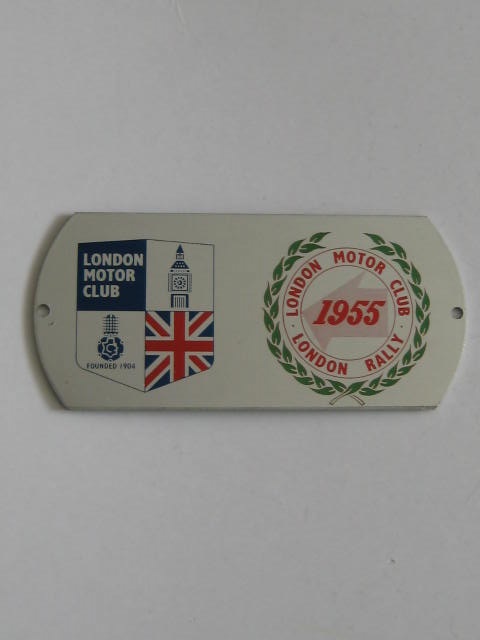 LONDON
MOTOR
CLUB
FOUNDED 1904
LONDON MOTOR CLUB
1955
LONDON RALLY